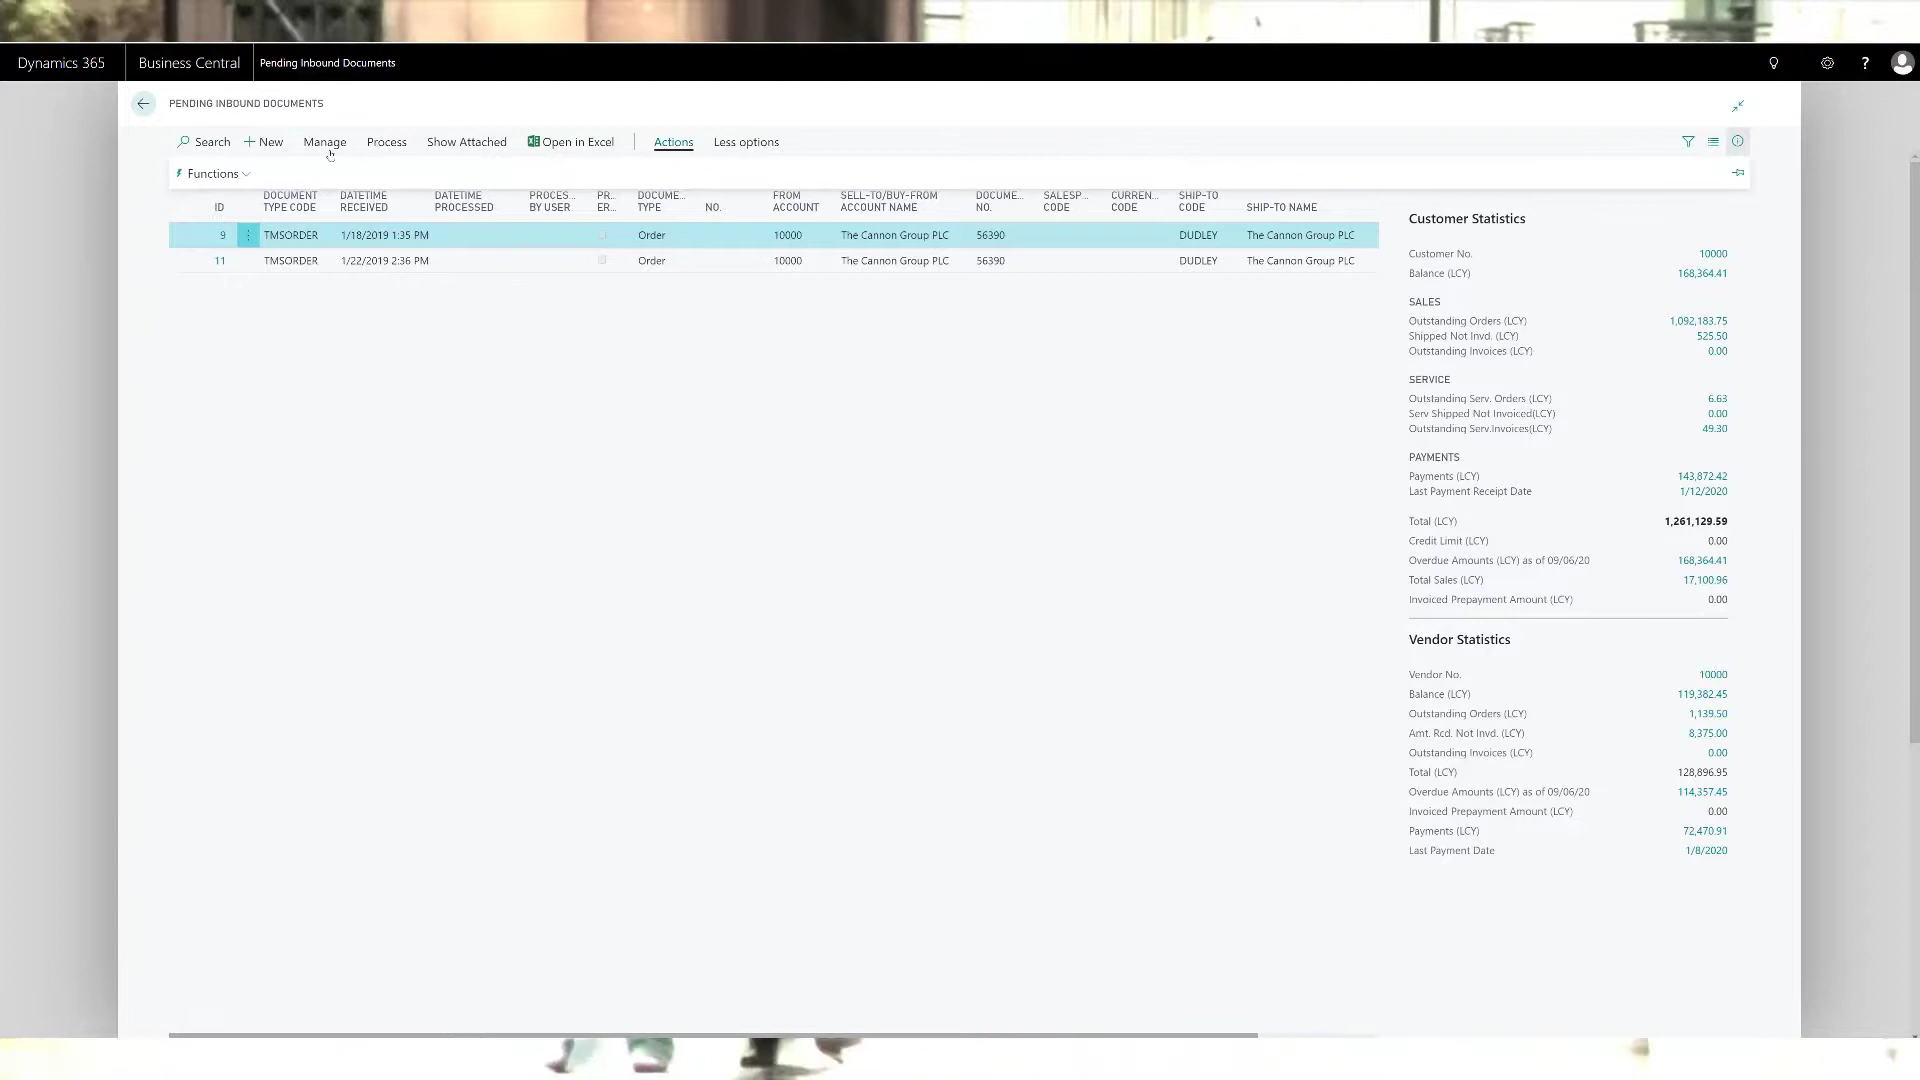 Dynamics 365 Business Central Pending Inbound Documents ?
PENDING INBOUND DOCUMENTS
Search + New Manage Process Show Attached Open in Excel Actions Less options
Functions
ID DOCUMENT TYPE CODE DATETIME RECEIVED DATETIME PROCESSED PROCES... BY USER PR... ER... DOCUME... TYPE NO. FROM ACCOUNT SELL-TO/BUY-FROM ACCOUNT NAME DOCUME... NO. SALESP... CODE CURREN... CODE SHIP-TO CODE SHIP-TO NAME
9 TMSORDER 1/18/2019 1:35 PM Order 10000 The Cannon Group PLC 56390 DUDLEY The Cannon Group PLC
11 TMSORDER 1/22/2019 2:36 PM Order 10000 The Cannon Group PLC 56390 DUDLEY The Cannon Group PLC
Customer Statistics
Customer No. 10000
Balance (LCY) 168,364.41
SALES
Outstanding Orders (LCY) 1,092,183.75
Shipped Not Invd. (LCY) 525.50
Outstanding Invoices (LCY) 0.00
SERVICE
Outstanding Serv. Orders (LCY) 6.63
Serv Shipped Not Invoiced(LCY) 0.00
Outstanding Serv.Invoices(LCY) 49.30
PAYMENTS
Payments (LCY) 143,872.42
Last Payment Receipt Date 1/12/2020
Total (LCY) 1,261,129.59
Credit Limit (LCY) 0.00
Overdue Amounts (LCY) as of 09/06/20 168,364.41
Total Sales (LCY) 17,100.96
Invoiced Prepayment Amount (LCY) 0.00
Vendor Statistics
Vendor No. 10000
Balance (LCY) 119,382.45
Outstanding Orders (LCY) 1,139.50
Amt. Rcd. Not Invd. (LCY) 8,375.00
Outstanding Invoices (LCY) 0.00
Total (LCY) 128,896.95
Overdue Amounts (LCY) as of 09/06/20 114,357.45
Invoiced Prepayment Amount (LCY) 0.00
Payments (LCY) 72,470.91
Last Payment Date 1/8/2020